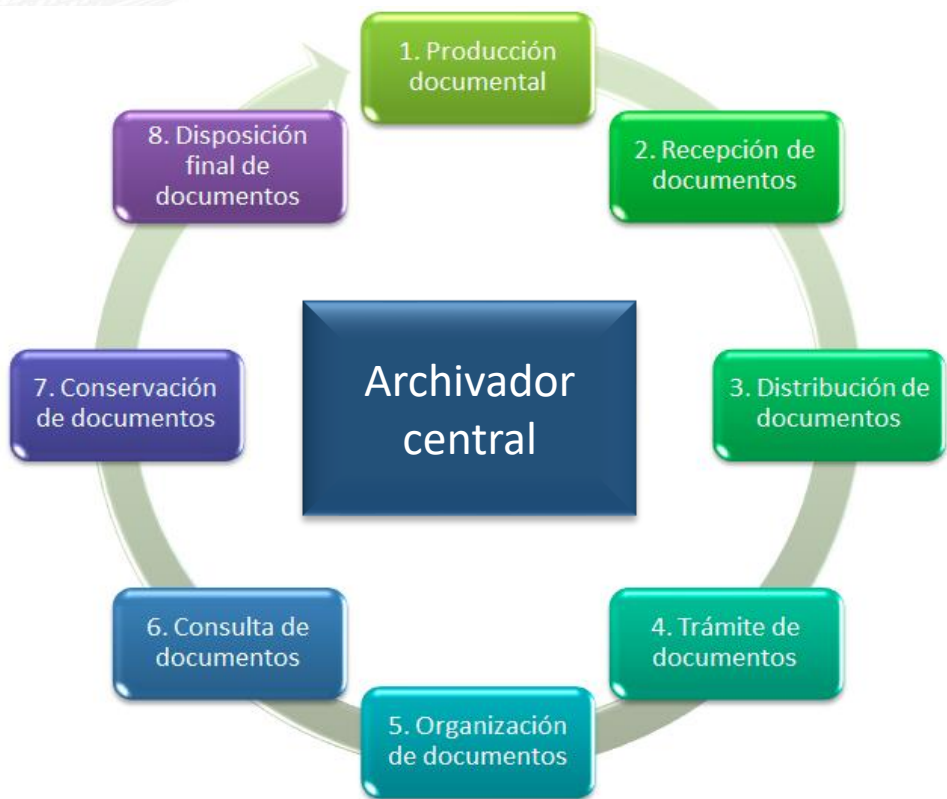 1. Producción
documental
2. Recepción de
documentos
3. Distribución de
documentos
4. Trámite de
documentos
5. Organización
de documentos
6. Consulta de
documentos
7. Conservación
de documentos
8. Disposición
final de
documentos
Archivador
central